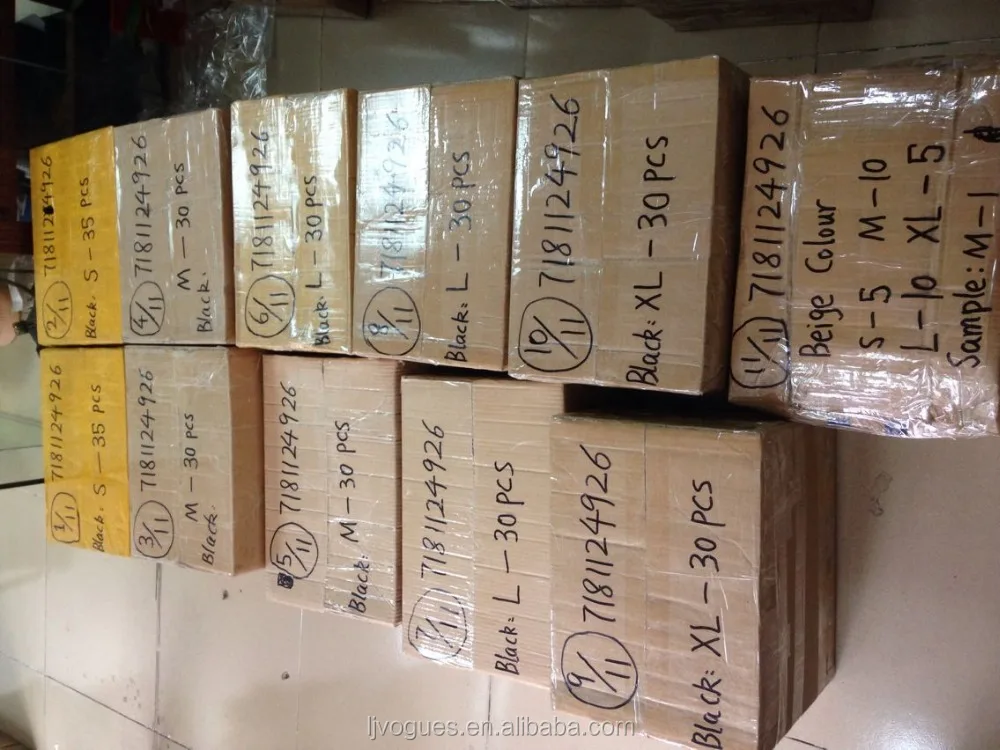 1/11 7181124926
Black. S - 35 PCS
2/11 7181124926
Black. S - 35 PCS
3/11 7181124926
M - 30 PCS
Black.
4/11 7181124926
M - 30 PCS
Black.
5/11 7181124926
Black: M - 30 PCS
6/11 7181124926
Black: L - 30 PCS
7/11 7181124926
Black: L - 30 PCS
8/11 7181124926
Black: L - 30 PCS
9/11 7181124926
Black: XL - 30 PCS
10/11 7181124926
Black: XL - 30 PCS
11/11 7181124926
Beige Colour
S - 5 M - 10
L - 10 XL - 5
Sample: M - 1
ljvogues.en.alibaba.com